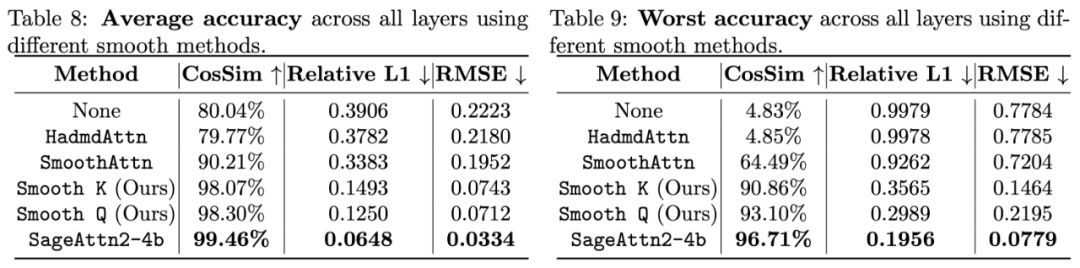 Table 8: Average accuracy across all layers using
different smooth methods.
Method CosSim ↑ Relative L1 ↓ RMSE ↓
None 80.04% 0.3906 0.2223
HadmdAttn 79.77% 0.3782 0.2180
SmoothAttn 90.21% 0.3383 0.1952
Smooth K (Ours) 98.07% 0.1493 0.0743
Smooth Q (Ours) 98.30% 0.1250 0.0712
SageAttn2-4b 99.46% 0.0648 0.0334
Table 9: Worst accuracy across all layers using dif-
ferent smooth methods.
Method CosSim ↑ Relative L1 ↓ RMSE ↓
None 4.83% 0.9979 0.7784
HadmdAttn 4.85% 0.9978 0.7785
SmoothAttn 64.49% 0.9262 0.7204
Smooth K (Ours) 90.86% 0.3565 0.1464
Smooth Q (Ours) 93.10% 0.2989 0.2195
SageAttn2-4b 96.71% 0.1956 0.0779